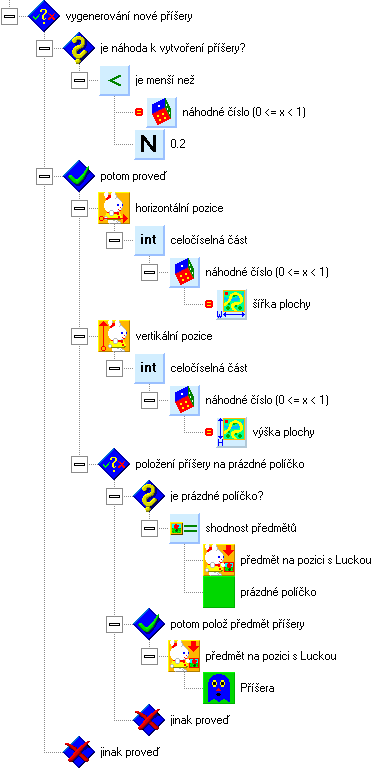 vygenerování nové příšery
je náhoda k vytvoření příšery?
je menší než
náhodné číslo (0 <= x < 1)
N 0.2
potom proveď
horizontální pozice
int celočíselná část
náhodné číslo (0 <= x < 1)
W šířka plochy
vertikální pozice
int celočíselná část
náhodné číslo (0 <= x < 1)
H výška plochy
položení příšery na prázdné políčko
je prázdné políčko?
shodnost předmětů
předmět na pozici s Luckou
prázdné políčko
potom polož předmět příšery
předmět na pozici s Luckou
Příšera
jinak proveď
jinak proveď